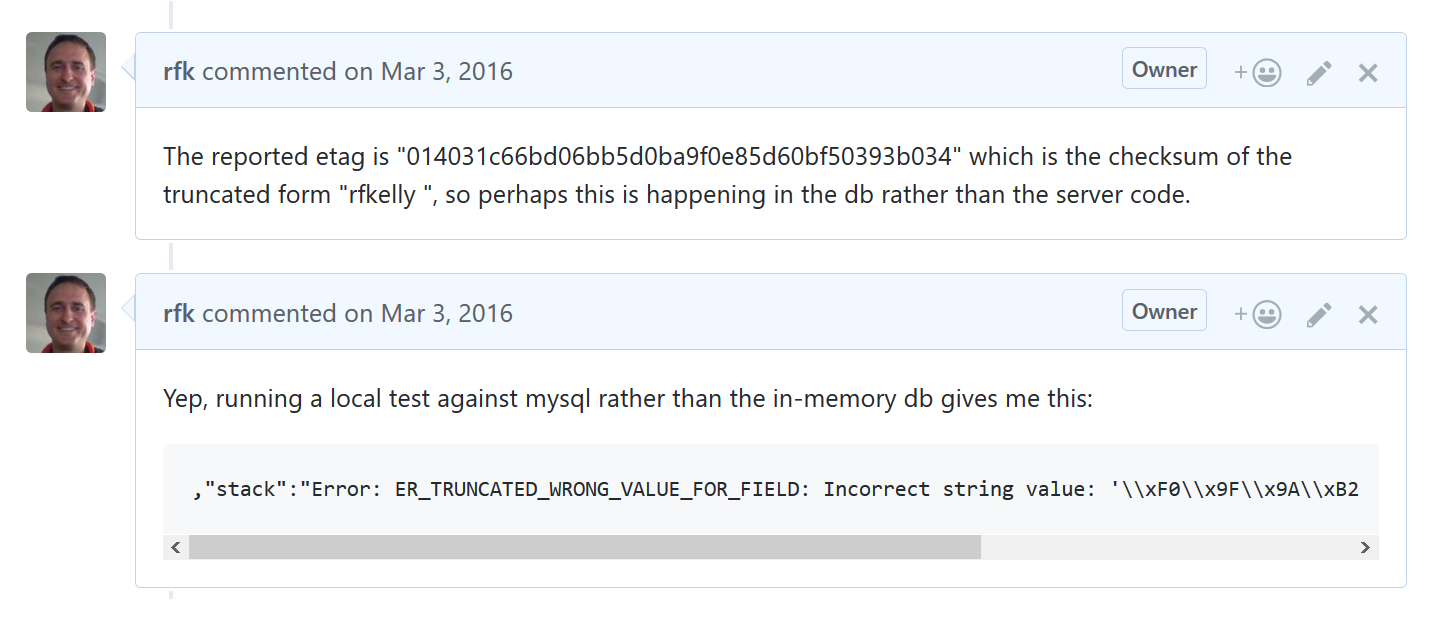 rfk commented on Mar 3, 2016
Owner
The reported etag is "014031c66bd06bb5d0ba9f0e85d60bf50393b034" which is the checksum of the
truncated form "rfkelly ", so perhaps this is happening in the db rather than the server code.
rfk commented on Mar 3, 2016
Owner
Yep, running a local test against mysql rather than the in-memory db gives me this:
,"stack":"Error: ER_TRUNCATED_WRONG_VALUE_FOR_FIELD: Incorrect string value: '\\xF0\\x9F\\x9A\\xB2